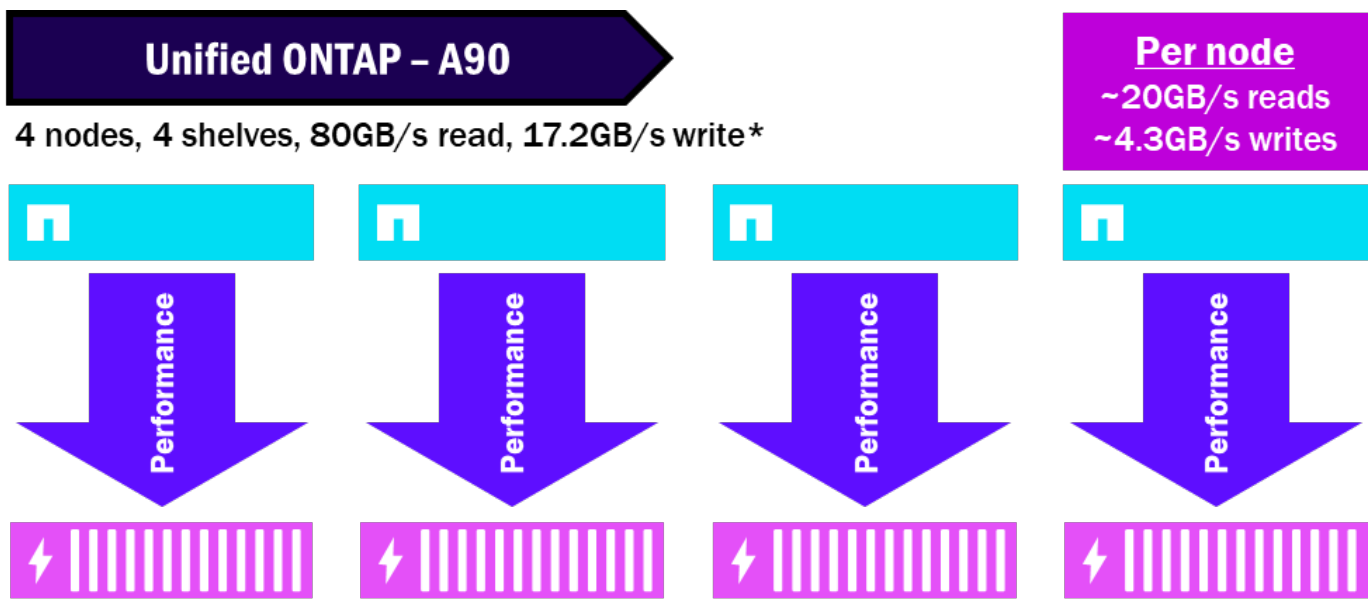 Unified ONTAP – A90
Per node
~20GB/s reads
~4.3GB/s writes
4 nodes, 4 shelves, 80GB/s read, 17.2GB/s write*
Performance
Performance
Performance
Performance